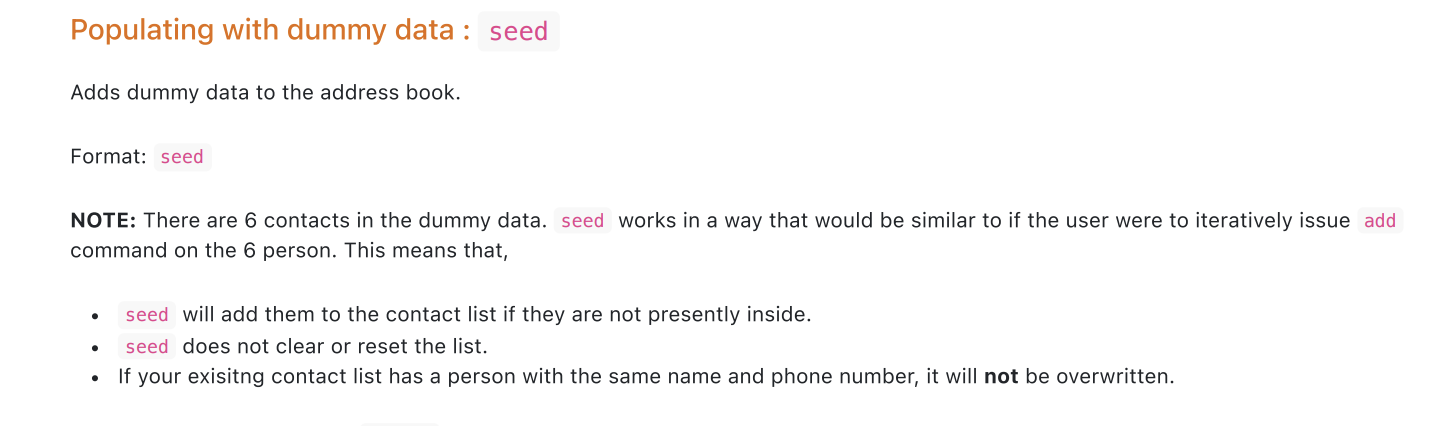 Populating with dummy data : seed
Adds dummy data to the address book.
Format: seed
NOTE: There are 6 contacts in the dummy data. seed works in a way that would be similar to if the user were to iteratively issue add
command on the 6 person. This means that,
• seed will add them to the contact list if they are not presently inside.
• seed does not clear or reset the list.
• If your exisitng contact list has a person with the same name and phone number, it will not be overwritten.